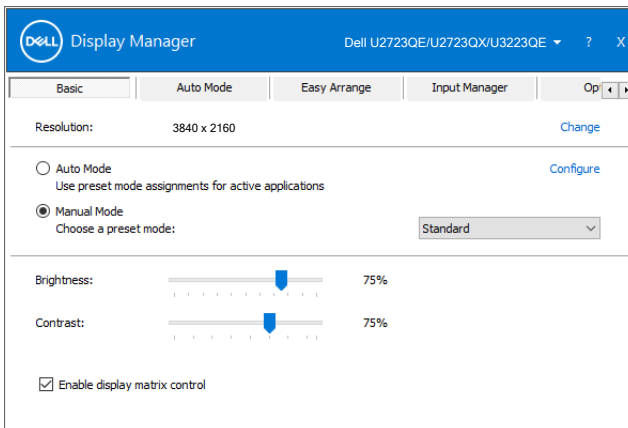 DELL Display Manager Dell U2723QE/U2723QX/U3223QE ? X
Basic Auto Mode Easy Arrange Input Manager Op
Resolution: 3840 x 2160 Change
Auto Mode Configure
Use preset mode assignments for active applications
Manual Mode
Choose a preset mode: Standard
Brightness: 75%
Contrast: 75%
Enable display matrix control